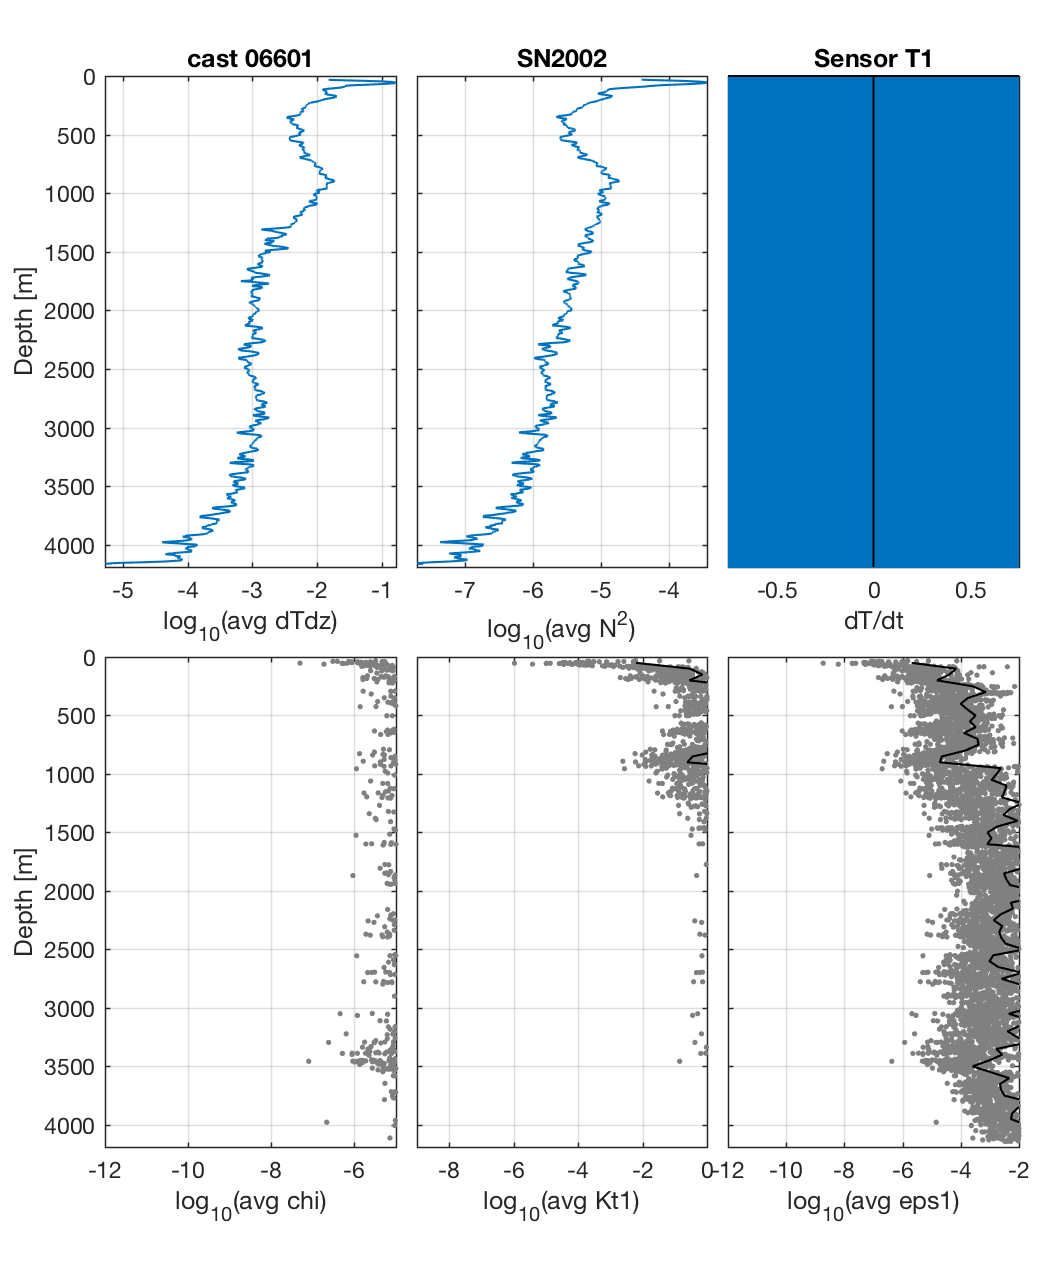 cast 06601
SN2002
Sensor T1
0
500
1000
1500
2000
2500
3000
3500
4000
Depth [m]
-5 -4 -3 -2 -1
log10(avg dTdz)
-7 -6 -5 -4
log10(avg N2)
-0.5 0 0.5
dT/dt
0
500
1000
1500
2000
2500
3000
3500
4000
Depth [m]
-12 -10 -8 -6
log10(avg chi)
-8 -6 -4 -2 0
log10(avg Kt1)
-12 -10 -8 -6 -4 -2
log10(avg eps1)